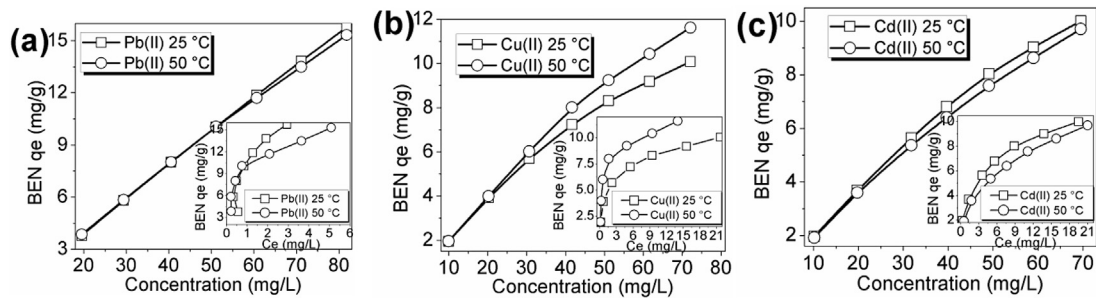 (a)
Pb(II) 25 °C
Pb(II) 50 °C
BEN qe (mg/g)
15
12
9
6
3
BEN qe (mg/g)
15
13
11
9
7
5
3
Pb(II) 25 °C
Pb(II) 50 °C
0 1 2 3 4 5 6
Ce (mg/L)
20 30 40 50 60 70 80
Concentration (mg/L)
(b)
Cu(II) 25 °C
Cu(II) 50 °C
BEN qe (mg/g)
12
10
8
6
4
2
BEN qe (mg/g)
10.0
7.5
5.0
2.5
Cu(II) 25 °C
Cu(II) 50 °C
0 3 6 9 12 15 18 21
Ce (mg/L)
10 20 30 40 50 60 70 80
Concentration (mg/L)
(c)
Cd(II) 25 °C
Cd(II) 50 °C
BEN qe (mg/g)
10
8
6
4
2
BEN qe (mg/g)
10
8
6
4
2
Cd(II) 25 °C
Cd(II) 50 °C
0 3 6 9 12 15 18 21
Ce (mg/L)
10 20 30 40 50 60 70
Concentration (mg/L)